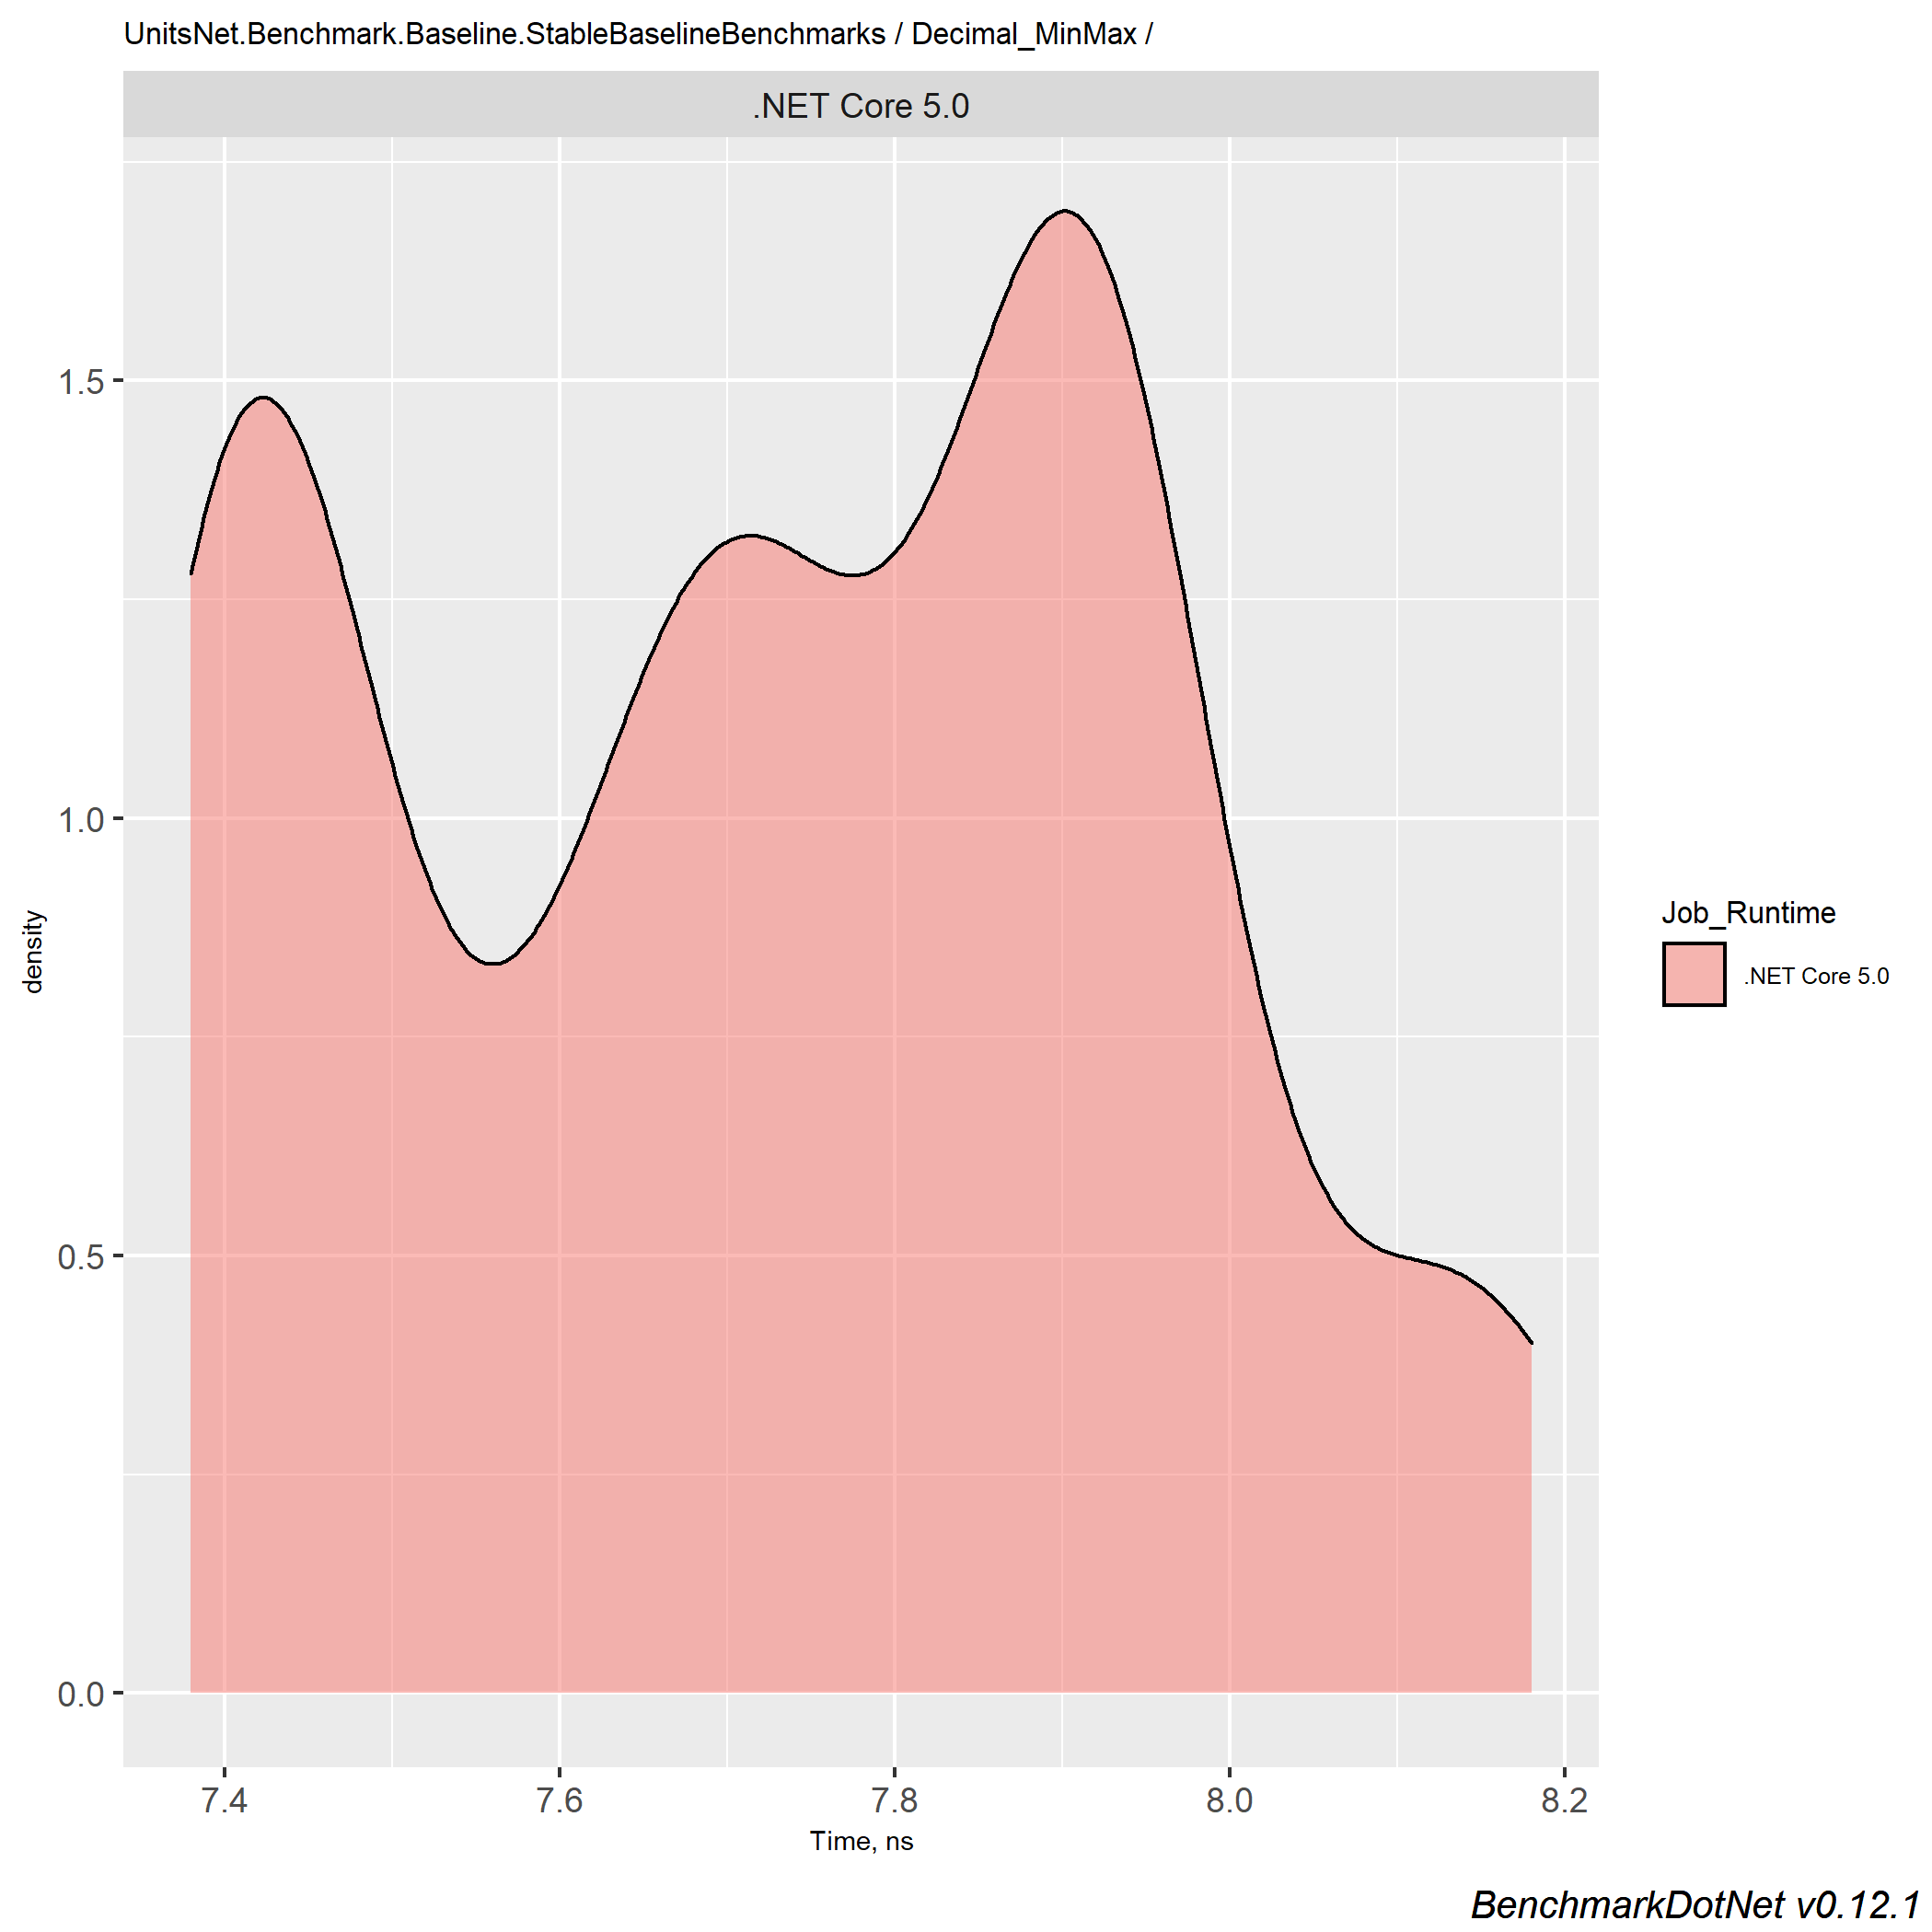 UnitsNet.Benchmark.Baseline.StableBaselineBenchmarks / Decimal_MinMax /
.NET Core 5.0
1.5
1.0
0.5
0.0
density
7.4 7.6 7.8 8.0 8.2
Time, ns
Job_Runtime
.NET Core 5.0
BenchmarkDotNet v0.12.1